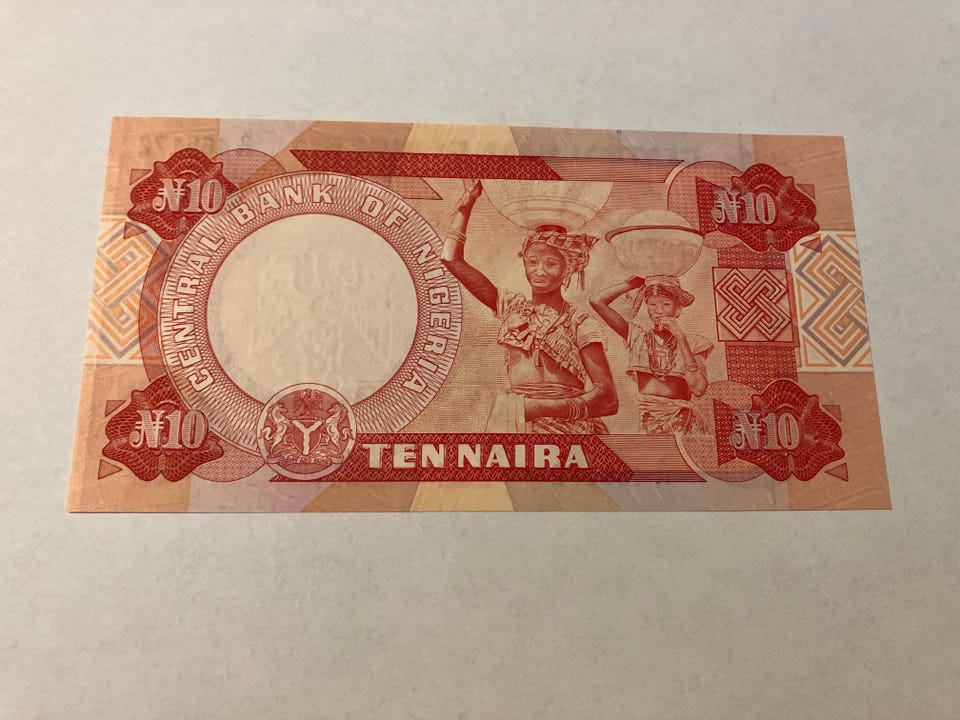 ₦10
CENTRAL BANK OF NIGERIA
₦10
₦10
TEN NAIRA
₦10